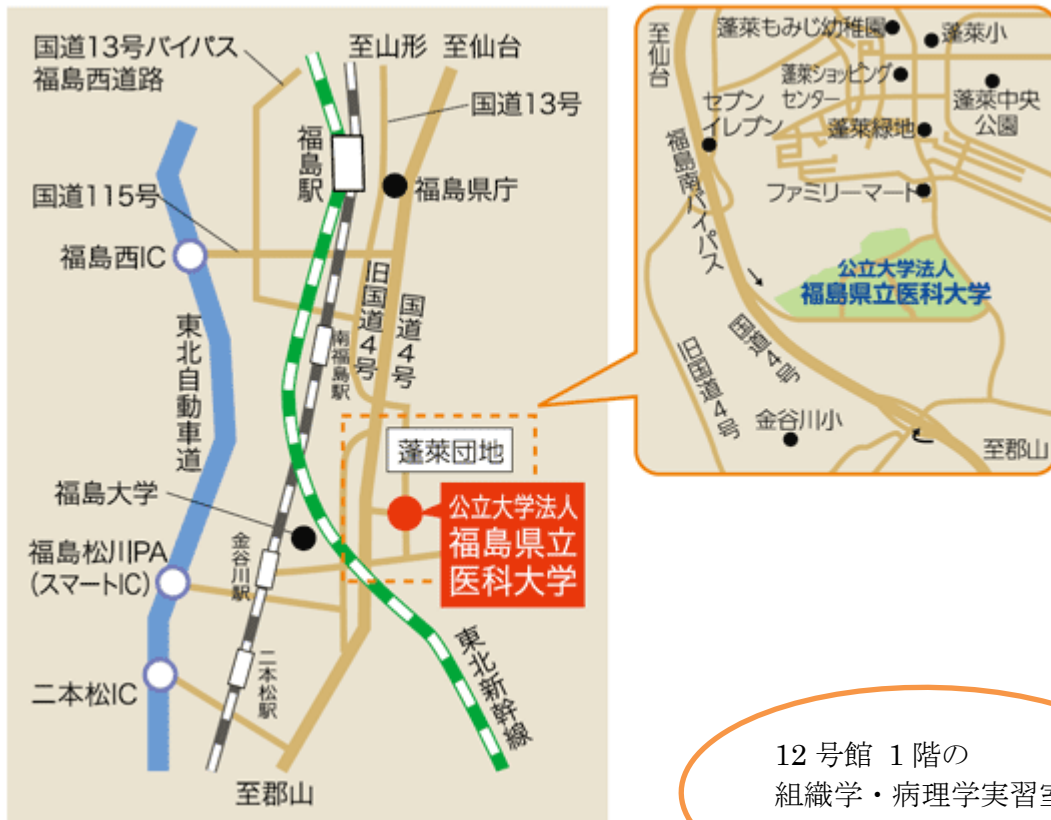 国道13号バイパス
福島西道路
至山形
至仙台
国道13号
福島駅
福島県庁
国道115号
福島西IC
旧国道4号
国道4号
東北自動車道
南福島駅
蓬莱団地
福島大学
公立大学法人
福島県立
医科大学
福島松川PA
(スマートIC)
金谷川駅
二本松駅
二本松IC
東北新幹線
至郡山
至仙台
蓬莱もみじ幼稚園
蓬莱小
蓬莱ショッピング
センター
蓬莱中央
公園
セブン
イレブン
蓬莱緑地
福島南バイパス
ファミリーマート
公立大学法人
福島県立医科大学
国道4号
旧国道4号
金谷川小
至郡山
12 号館 1 階の
組織学・病理学実習室